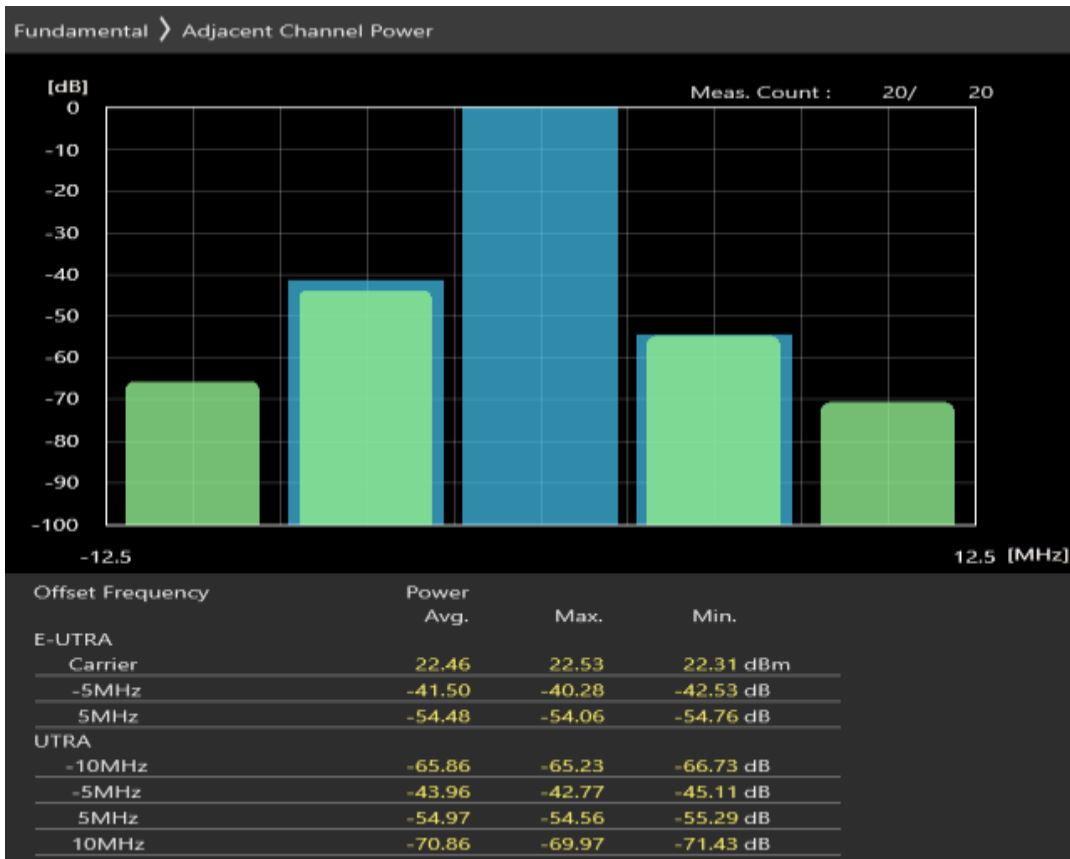 Fundamental 〉 Adjacent Channel Power
[dB]
Meas. Count : 20/ 20
0
-10
-20
-30
-40
-50
-60
-70
-80
-90
-100
-12.5 12.5 [MHz]
Offset Frequency Power
Avg. Max. Min.
E-UTRA
Carrier 22.46 22.53 22.31 dBm
-5MHz -41.50 -40.28 -42.53 dB
5MHz -54.48 -54.06 -54.76 dB
UTRA
-10MHz -65.86 -65.23 -66.73 dB
-5MHz -43.96 -42.77 -45.11 dB
5MHz -54.97 -54.56 -55.29 dB
10MHz -70.86 -69.97 -71.43 dB